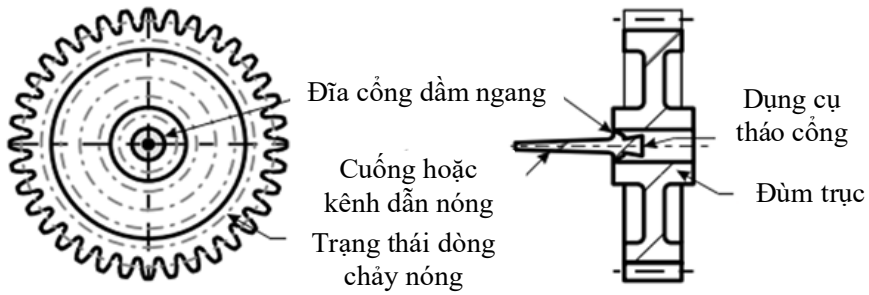 Đĩa cổng dầm ngang
Dụng cụ
tháo cổng
Cuống hoặc
kênh dẫn nóng
Đùm trục
Trạng thái dòng
chảy nóng